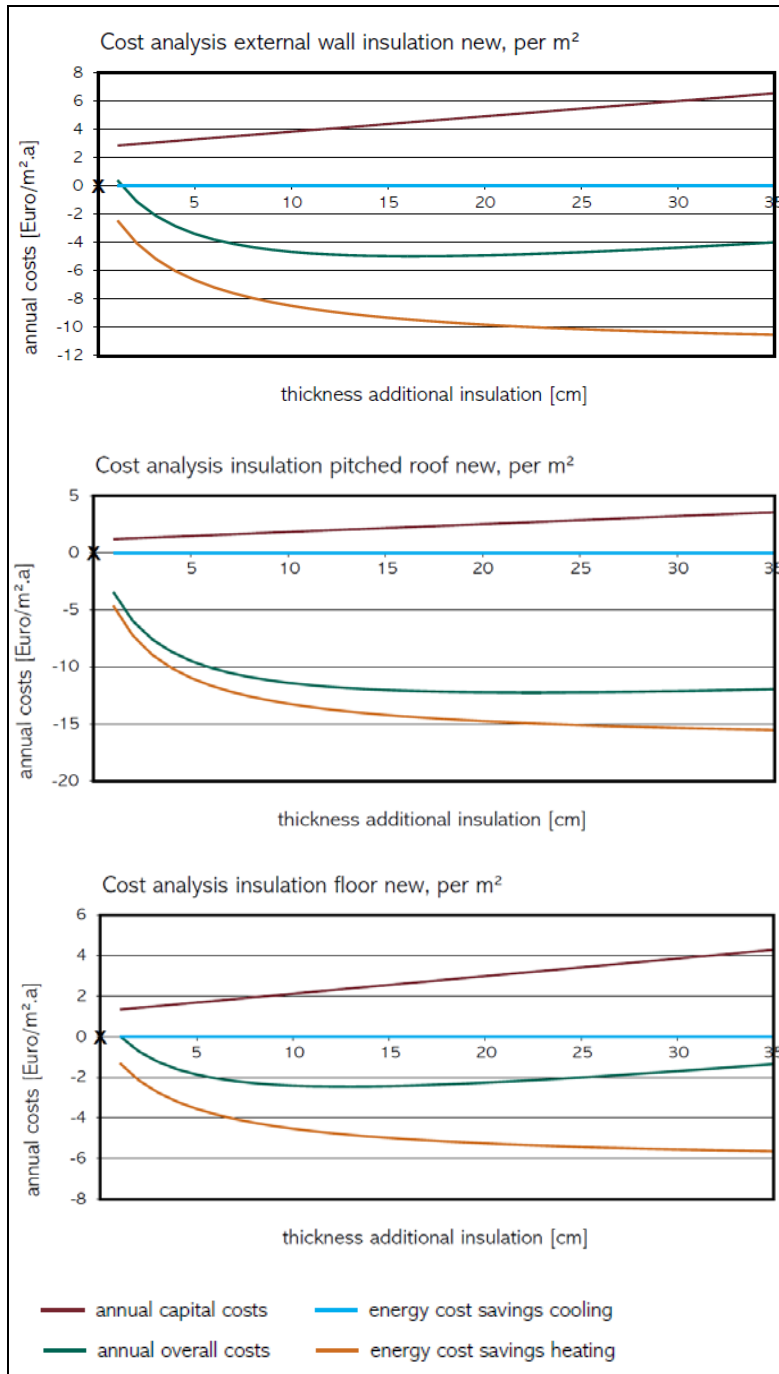 Cost analysis external wall insulation new, per m²
8
6
4
2
0
-2
-4
-6
-8
-10
-12
X
5 10 15 20 25 30 35
annual costs [Euro/m².a]
thickness additional insulation [cm]
Cost analysis insulation pitched roof new, per m²
5
0
-5
-10
-15
-20
X
5 10 15 20 25 30 35
annual costs [Euro/m².a]
thickness additional insulation [cm]
Cost analysis insulation floor new, per m²
6
4
2
0
-2
-4
-6
-8
X
5 10 15 20 25 30 35
annual costs [Euro/m².a]
thickness additional insulation [cm]
annual capital costs energy cost savings cooling
annual overall costs energy cost savings heating